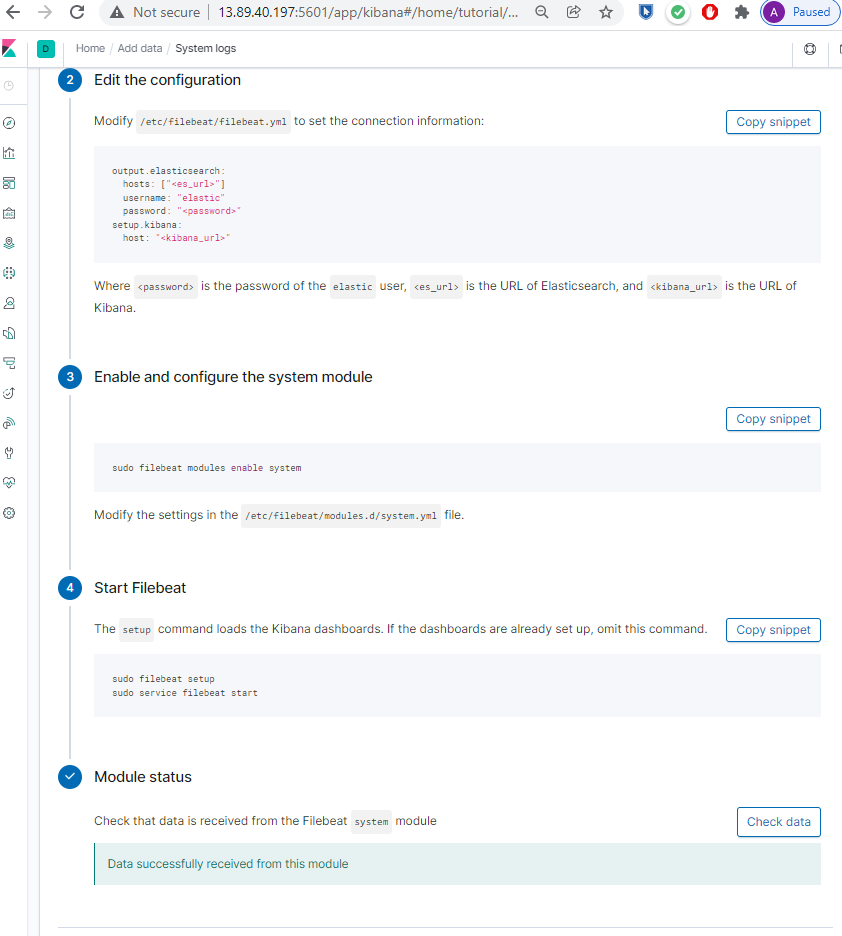 Not secure | 13.89.40.197:5601/app/kibana#/home/tutorial/...
A Paused
D Home / Add data / System logs
2 Edit the configuration
Modify /etc/filebeat/filebeat.yml to set the connection information:
Copy snippet
output.elasticsearch:
hosts: ["<es_url>"]
username: "elastic"
password: "<password>"
setup.kibana:
host: "<kibana_url>"
Where <password> is the password of the elastic user, <es_url> is the URL of Elasticsearch, and <kibana_url> is the URL of
Kibana.
3 Enable and configure the system module
Copy snippet
sudo filebeat modules enable system
Modify the settings in the /etc/filebeat/modules.d/system.yml file.
4 Start Filebeat
The setup command loads the Kibana dashboards. If the dashboards are already set up, omit this command.
Copy snippet
sudo filebeat setup
sudo service filebeat start
Module status
Check that data is received from the Filebeat system module
Check data
Data successfully received from this module